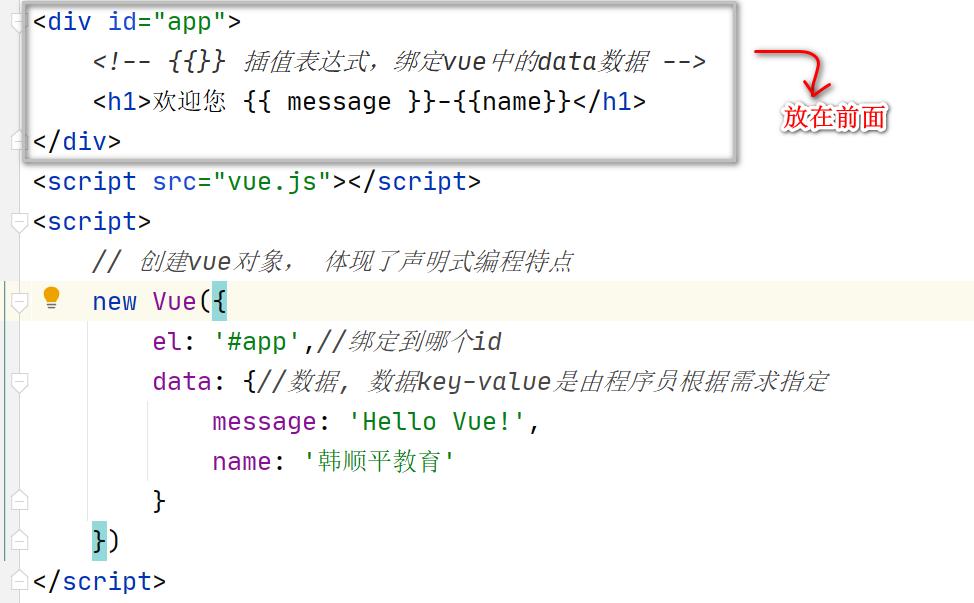 <div id="app">
<!-- {{}} 插值表达式，绑定vue中的data数据 -->
<h1>欢迎您 {{ message }}-{{name}}</h1>
放在前面
</div>
<script src="vue.js"></script>
<script>
// 创建vue对象， 体现了声明式编程特点
new Vue({
el: '#app',//绑定到哪个id
data: {//数据, 数据key-value是由程序员根据需求指定
message: 'Hello Vue!',
name: '韩顺平教育'
}
})
</script>